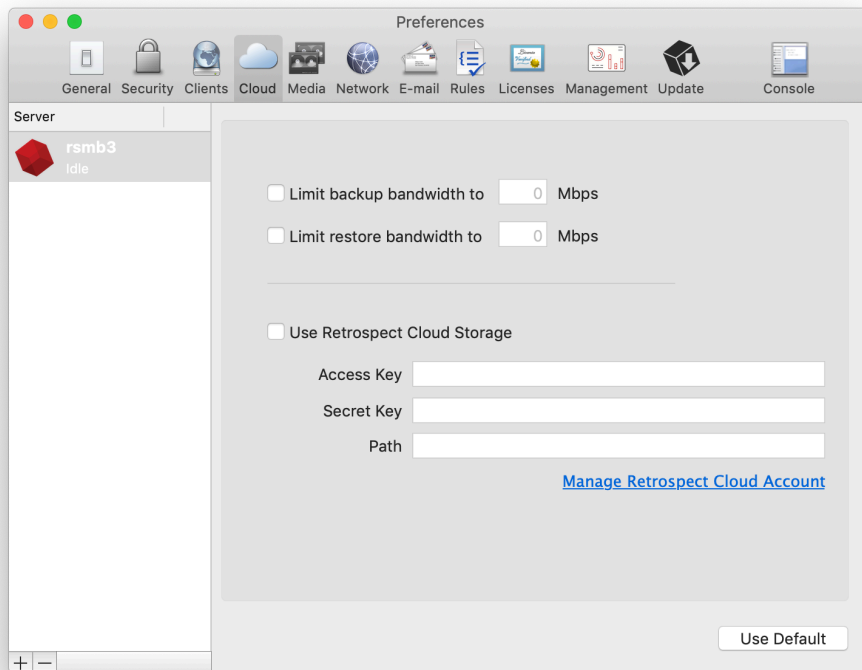 Preferences
General Security Clients Cloud Media Network E-mail Rules Licenses Management Update Console
Server
rsmb3
Idle
Limit backup bandwidth to 0 Mbps
Limit restore bandwidth to 0 Mbps
Use Retrospect Cloud Storage
Access Key
Secret Key
Path
Manage Retrospect Cloud Account
Use Default